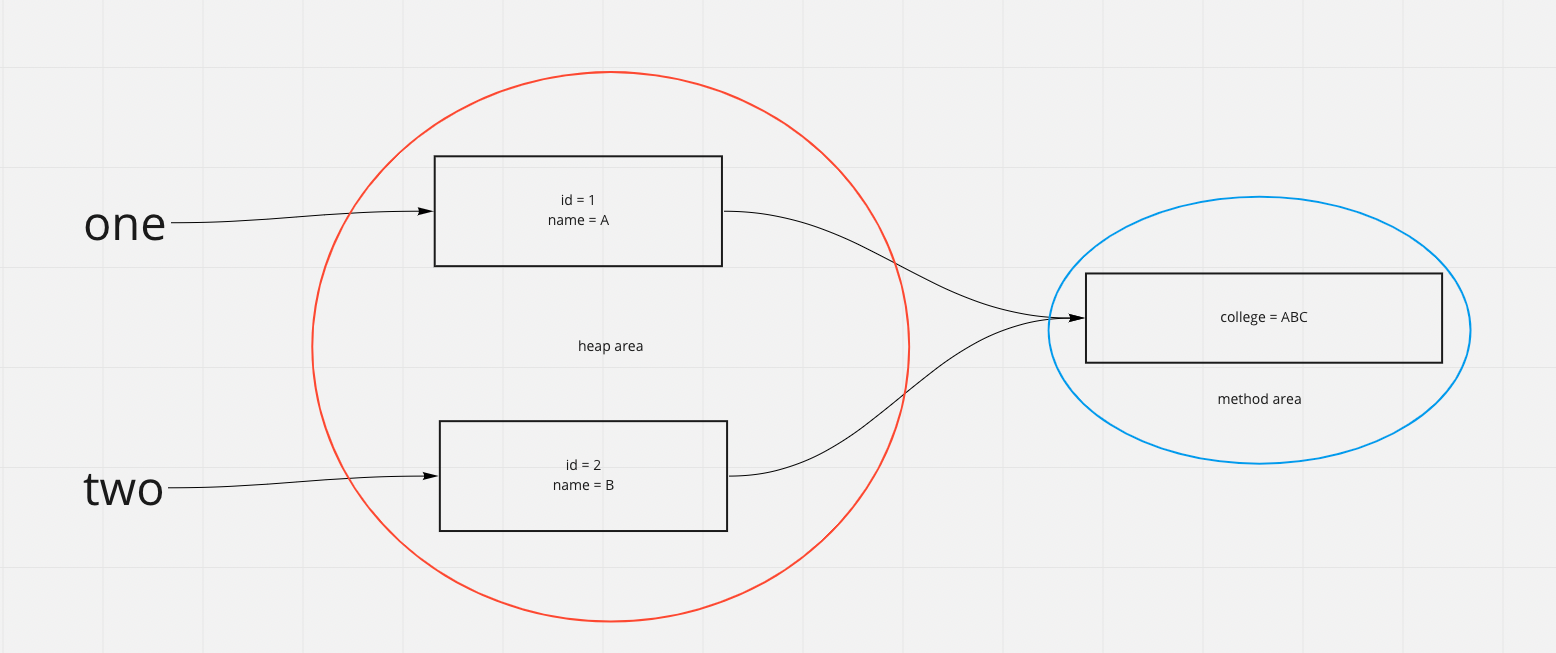 one
id = 1
name = A
heap area
two
id = 2
name = B
college = ABC
method area